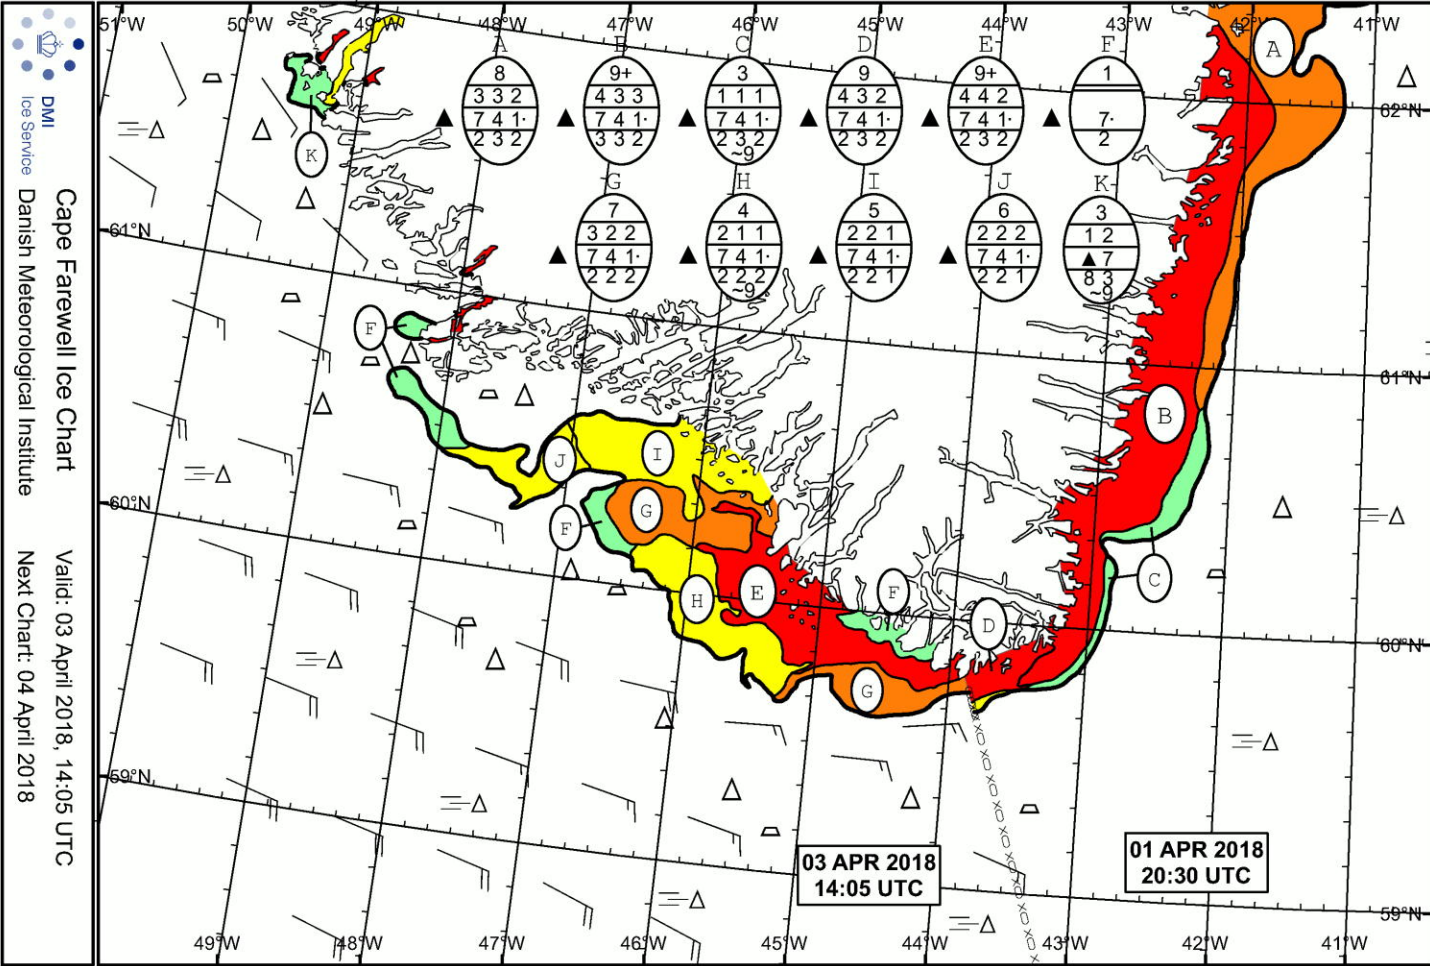 DMI
Ice Service
Cape Farewell Ice Chart
Danish Meteorological Institute
Valid: 03 April 2018, 14:05 UTC
Next Chart: 04 April 2018
51°W 50°W 49°W 48°W 47°W 46°W 45°W 44°W 43°W 42°W 41°W
A B C D E F
8 9+ 3 9 9+ 1
3 3 2 4 3 3 1 1 1 4 3 2 4 4 2
7 4 1· 7 4 1· 7 4 1· 7 4 1· 7 4 1· 7·
2 3 2 3 3 2 2 3 2 2 3 2 2 3 2 2
~9
G H I J K
7 4 5 6 3
3 2 2 2 1 1 2 2 1 2 2 2 1 2
7 4 1· 7 4 1· 7 4 1· 7 4 1· 7
2 2 2 2 2 2 2 2 1 2 2 1 8 3
~9 ~9
A
K
62°N
61°N
F
61°N
B
J
I
60°N
G
F
C
H
E
F
D
60°N
G
59°N
03 APR 2018
14:05 UTC
01 APR 2018
20:30 UTC
59°N
49°W 48°W 47°W 46°W 45°W 44°W 43°W 42°W 41°W